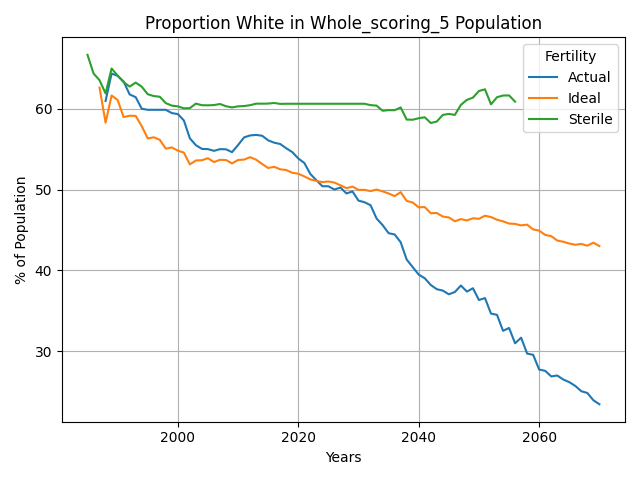 Proportion White in Whole_scoring_5 Population
Fertility
Actual
Ideal
Sterile
% of Population
60
50
40
30
2000
2020
2040
2060
Years